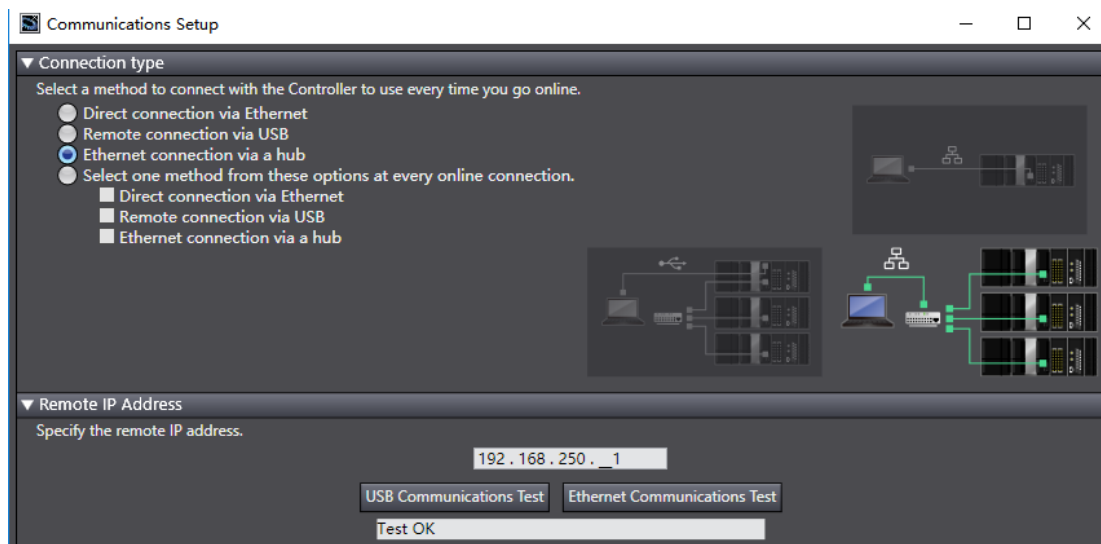 Communications Setup
Connection type
Select a method to connect with the Controller to use every time you go online.
Direct connection via Ethernet
Remote connection via USB
Ethernet connection via a hub
Select one method from these options at every online connection.
Direct connection via Ethernet
Remote connection via USB
Ethernet connection via a hub
Remote IP Address
Specify the remote IP address.
192 . 168 . 250 . __1
USB Communications Test Ethernet Communications Test
Test OK